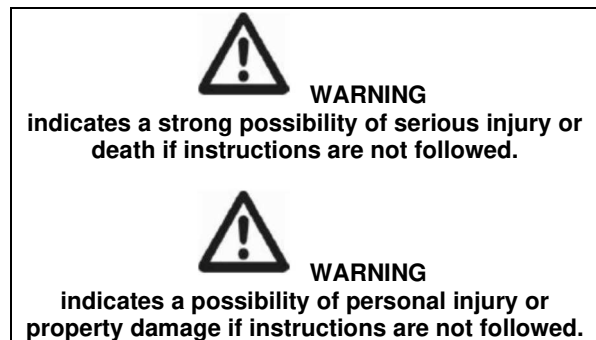 WARNING
indicates a strong possibility of serious injury or
death if instructions are not followed.
WARNING
indicates a possibility of personal injury or
property damage if instructions are not followed.